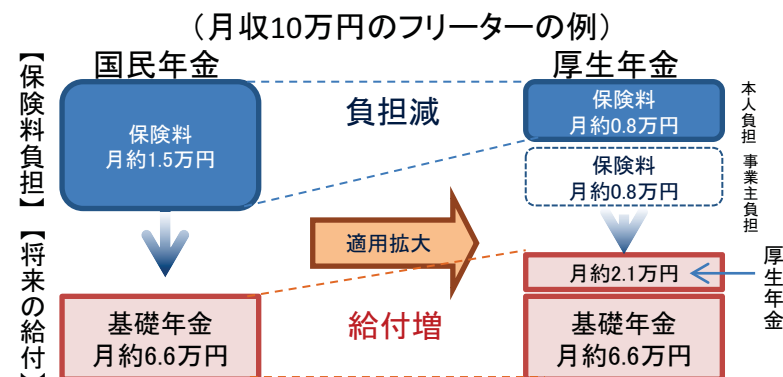 （月収10万円のフリーターの例）
国民年金
厚生年金
【保険料負担】
保険料
月約1.5万円
負担減
保険料
月約0.8万円
本人負担
保険料
月約0.8万円
事業主負担
適用拡大
【将来の給付】
月約2.1万円
厚生年金
基礎年金
月約6.6万円
給付増
基礎年金
月約6.6万円